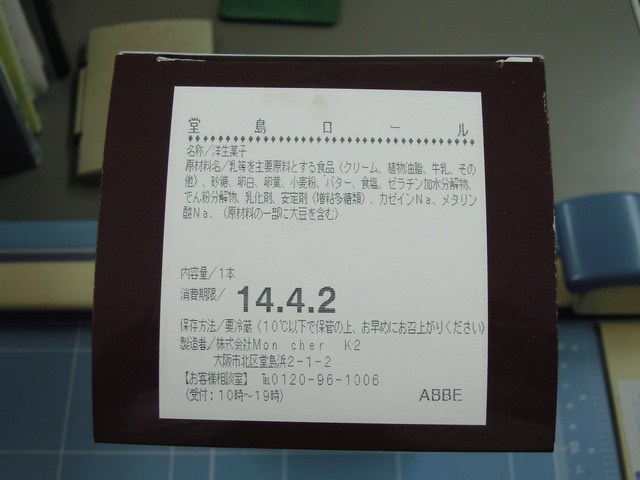 堂島ロール
名称/洋生菓子
原材料名/乳等を主要原料とする食品(クリーム、植物油脂、牛乳、その
他)、砂糖、卵白、卵黄、小麦粉、バター、食塩、ゼラチン加水分解物、
でん粉分解物、乳化剤、安定剤(増粘多糖類)、カゼインNa、メタリン
酸Na、(原材料の一部に大豆を含む)
内容量/1本
消費期限/ 14.4.2
保存方法/要冷蔵(10℃以下で保管の上、お早めにお召上がりください)
製造者/株式会社Mon cher K2
大阪市北区堂島浜2-1-2
【お客様相談室】 ℡0120-96-1006
(受付:10時～19時)
ABBE